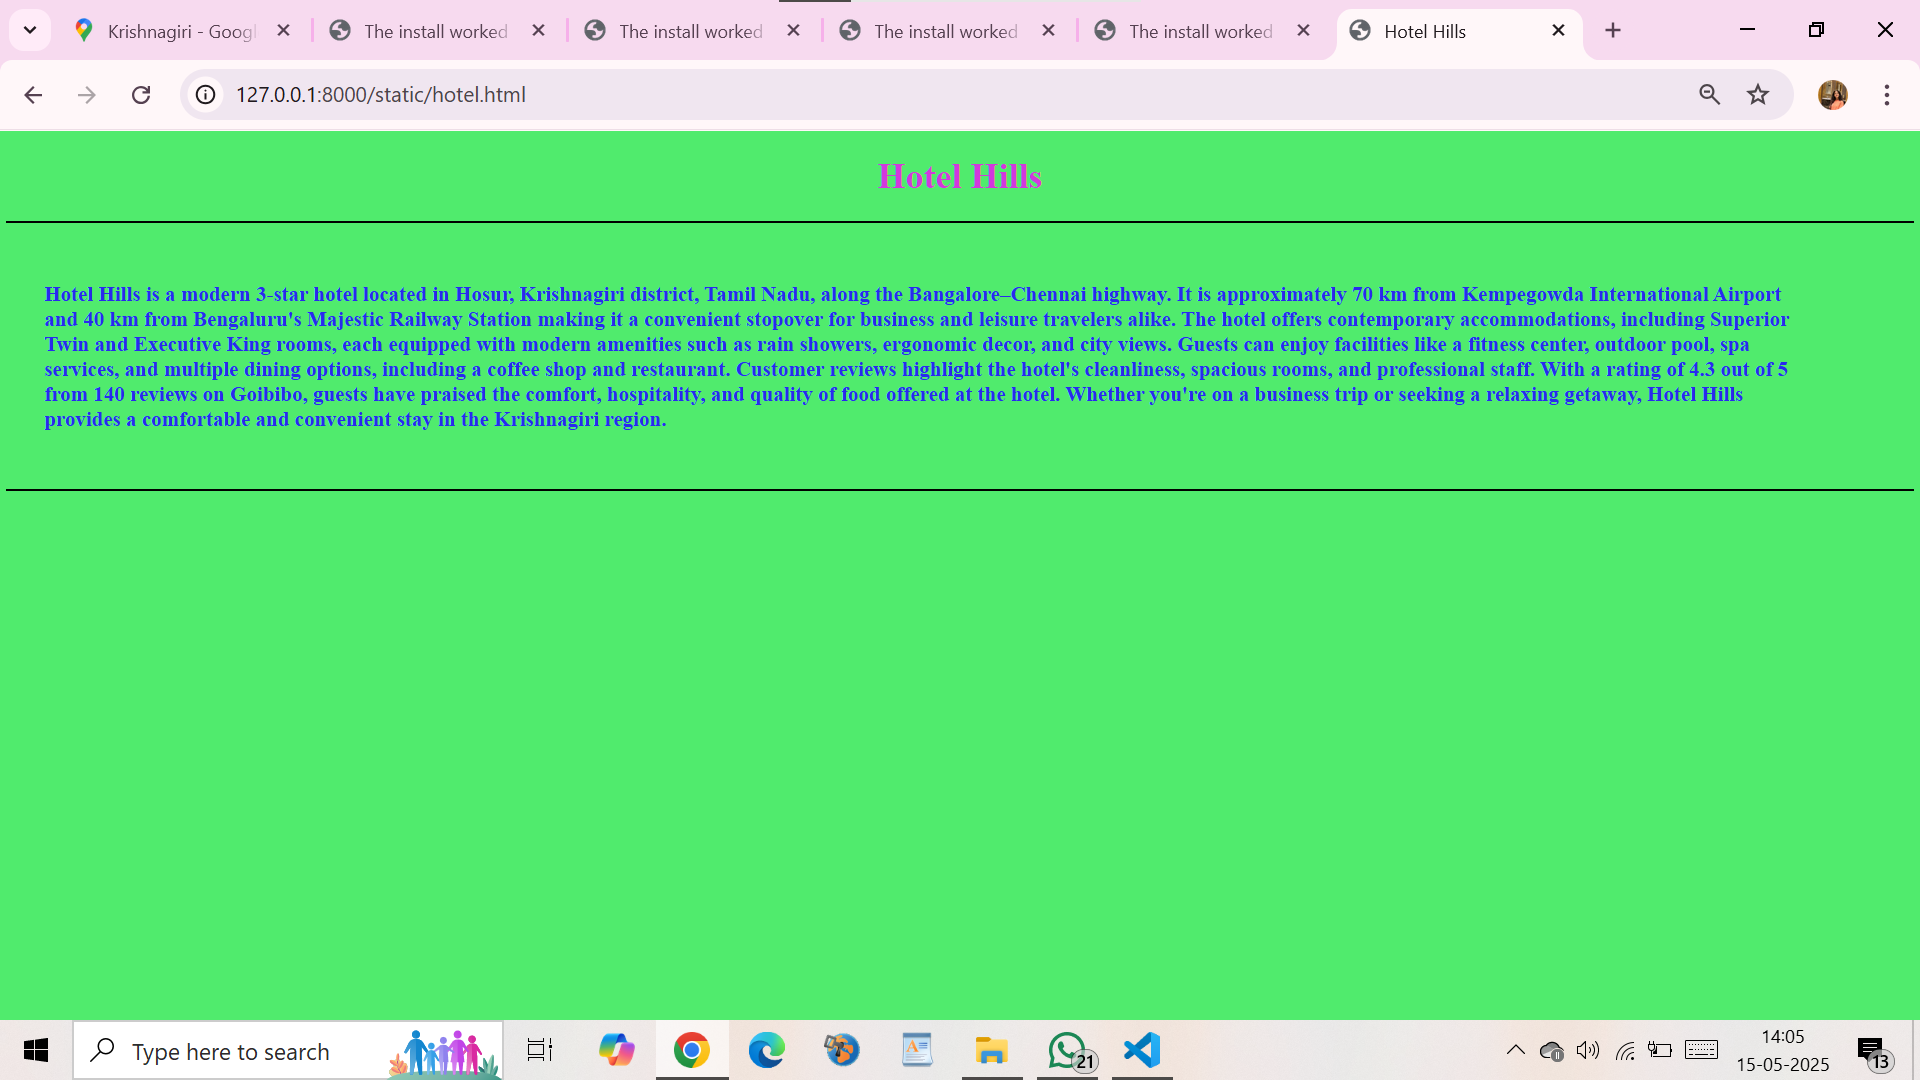 Krishnagiri - Googl
The install worked
The install worked
The install worked
The install worked
Hotel Hills
127.0.0.1:8000/static/hotel.html
Hotel Hills
Hotel Hills is a modern 3-star hotel located in Hosur, Krishnagiri district, Tamil Nadu, along the Bangalore–Chennai highway. It is approximately 70 km from Kempegowda International Airport
and 40 km from Bengaluru's Majestic Railway Station making it a convenient stopover for business and leisure travelers alike. The hotel offers contemporary accommodations, including Superior
Twin and Executive King rooms, each equipped with modern amenities such as rain showers, ergonomic decor, and city views. Guests can enjoy facilities like a fitness center, outdoor pool, spa
services, and multiple dining options, including a coffee shop and restaurant. Customer reviews highlight the hotel's cleanliness, spacious rooms, and professional staff. With a rating of 4.3 out of 5
from 140 reviews on Goibibo, guests have praised the comfort, hospitality, and quality of food offered at the hotel. Whether you're on a business trip or seeking a relaxing getaway, Hotel Hills
provides a comfortable and convenient stay in the Krishnagiri region.
Type here to search
21
14:05
15-05-2025
13